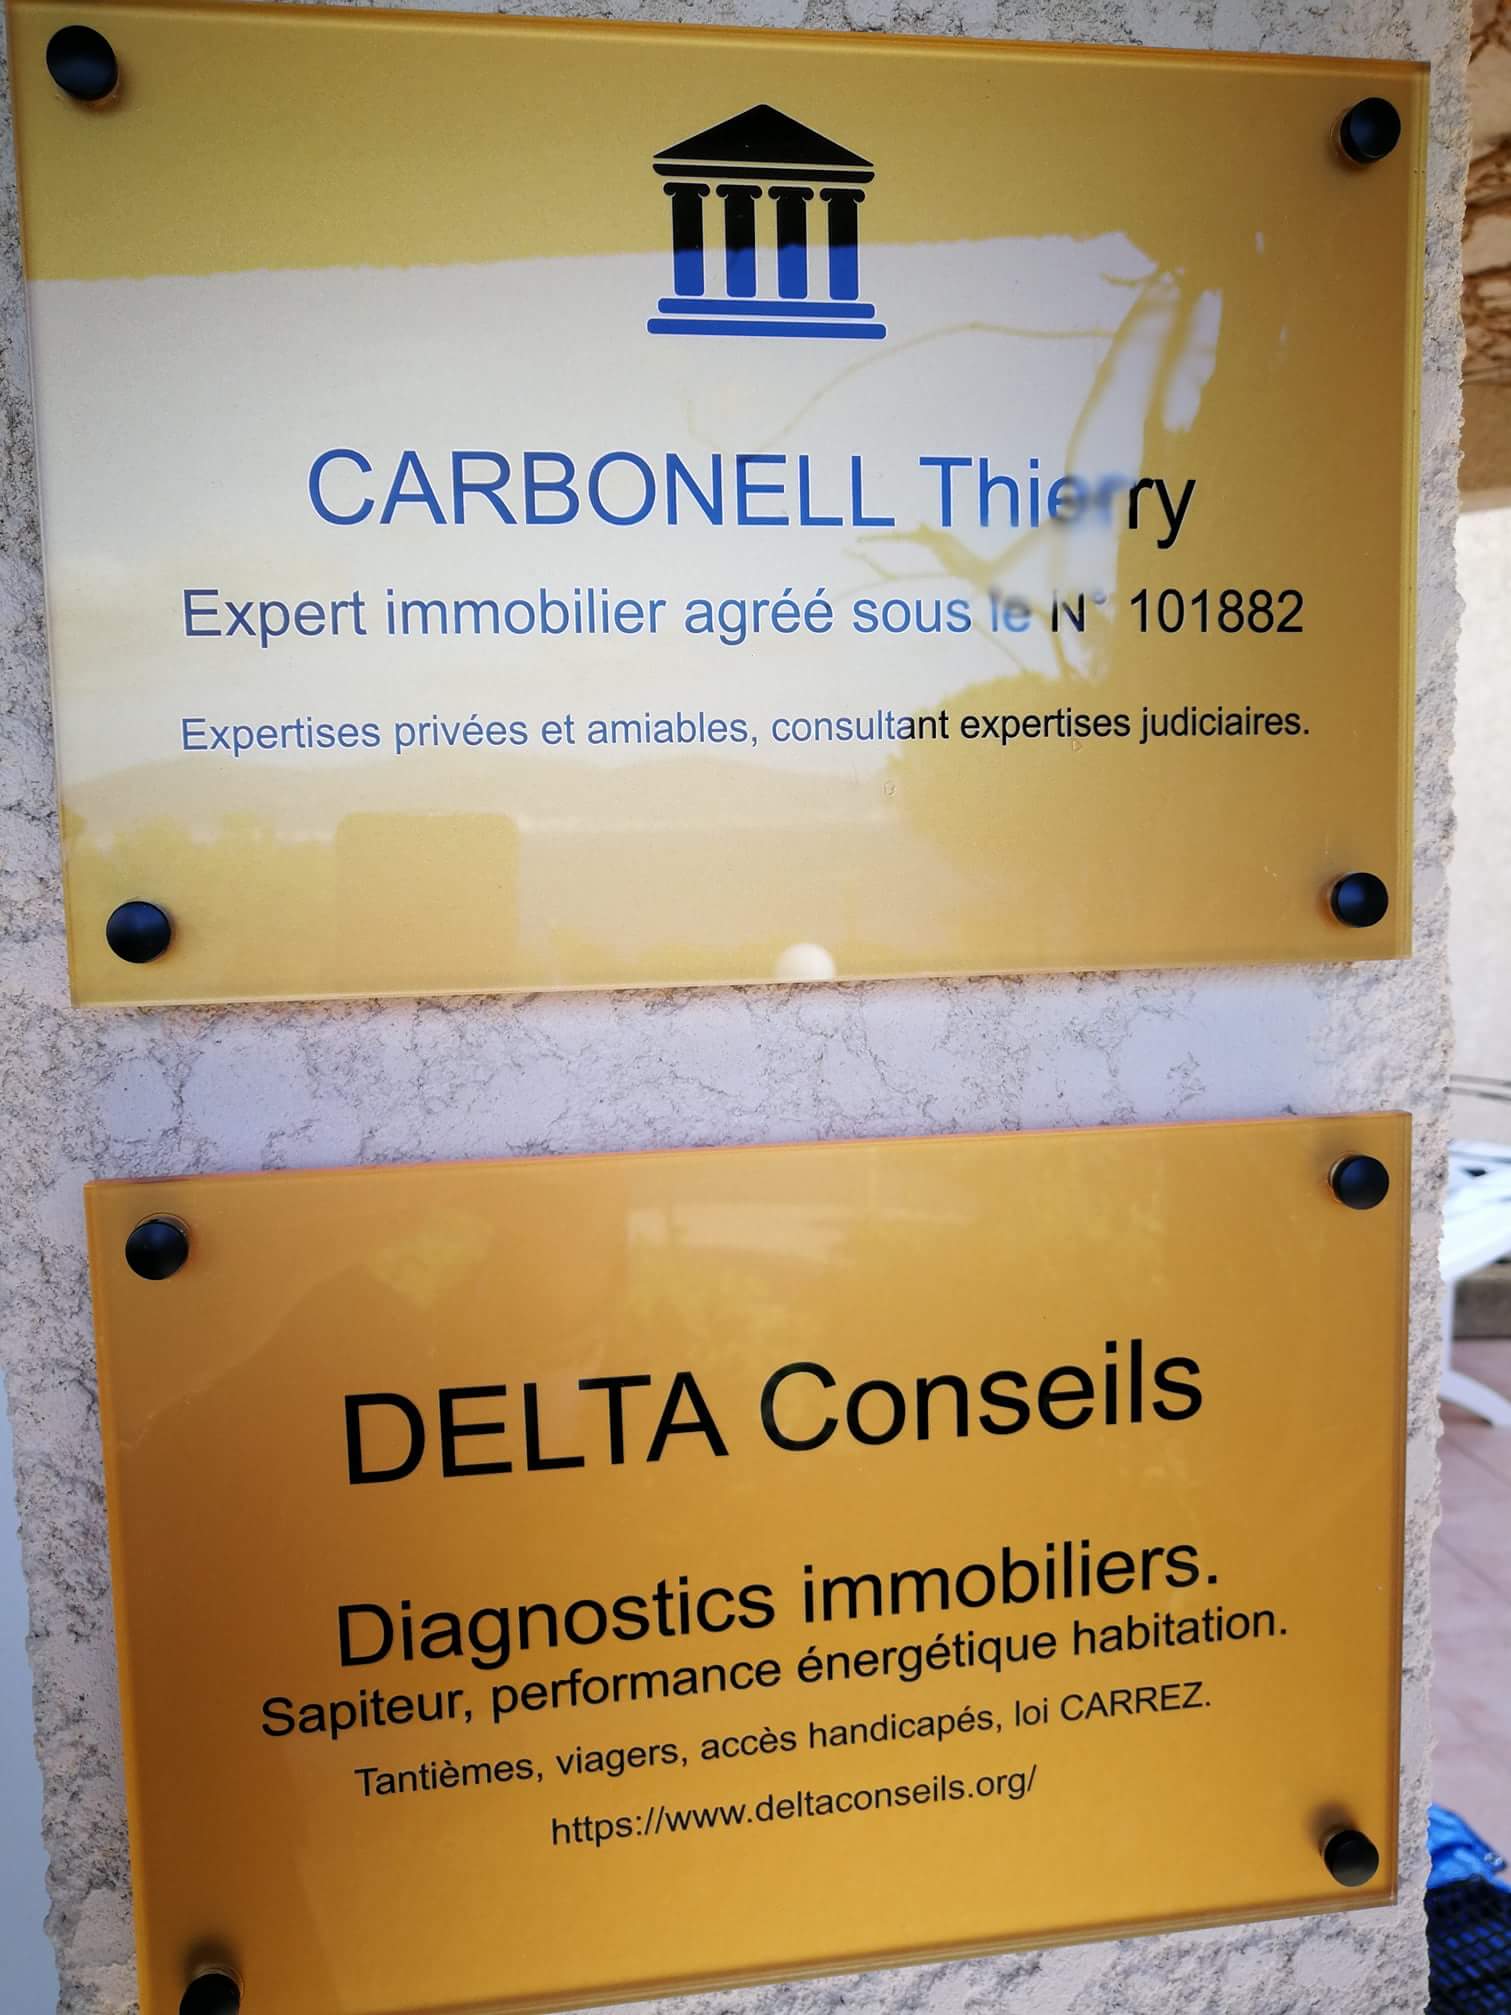 CARBONELL Thierry
Expert immobilier agréé sous le N° 101882
Expertises privées et amiables, consultant expertises judiciaires.
DELTA Conseils
Diagnostics immobiliers.
Sapiteur, performance énergétique habitation.
Tantièmes, viagers, accès handicapés, loi CARREZ.
https://www.deltaconseils.org/